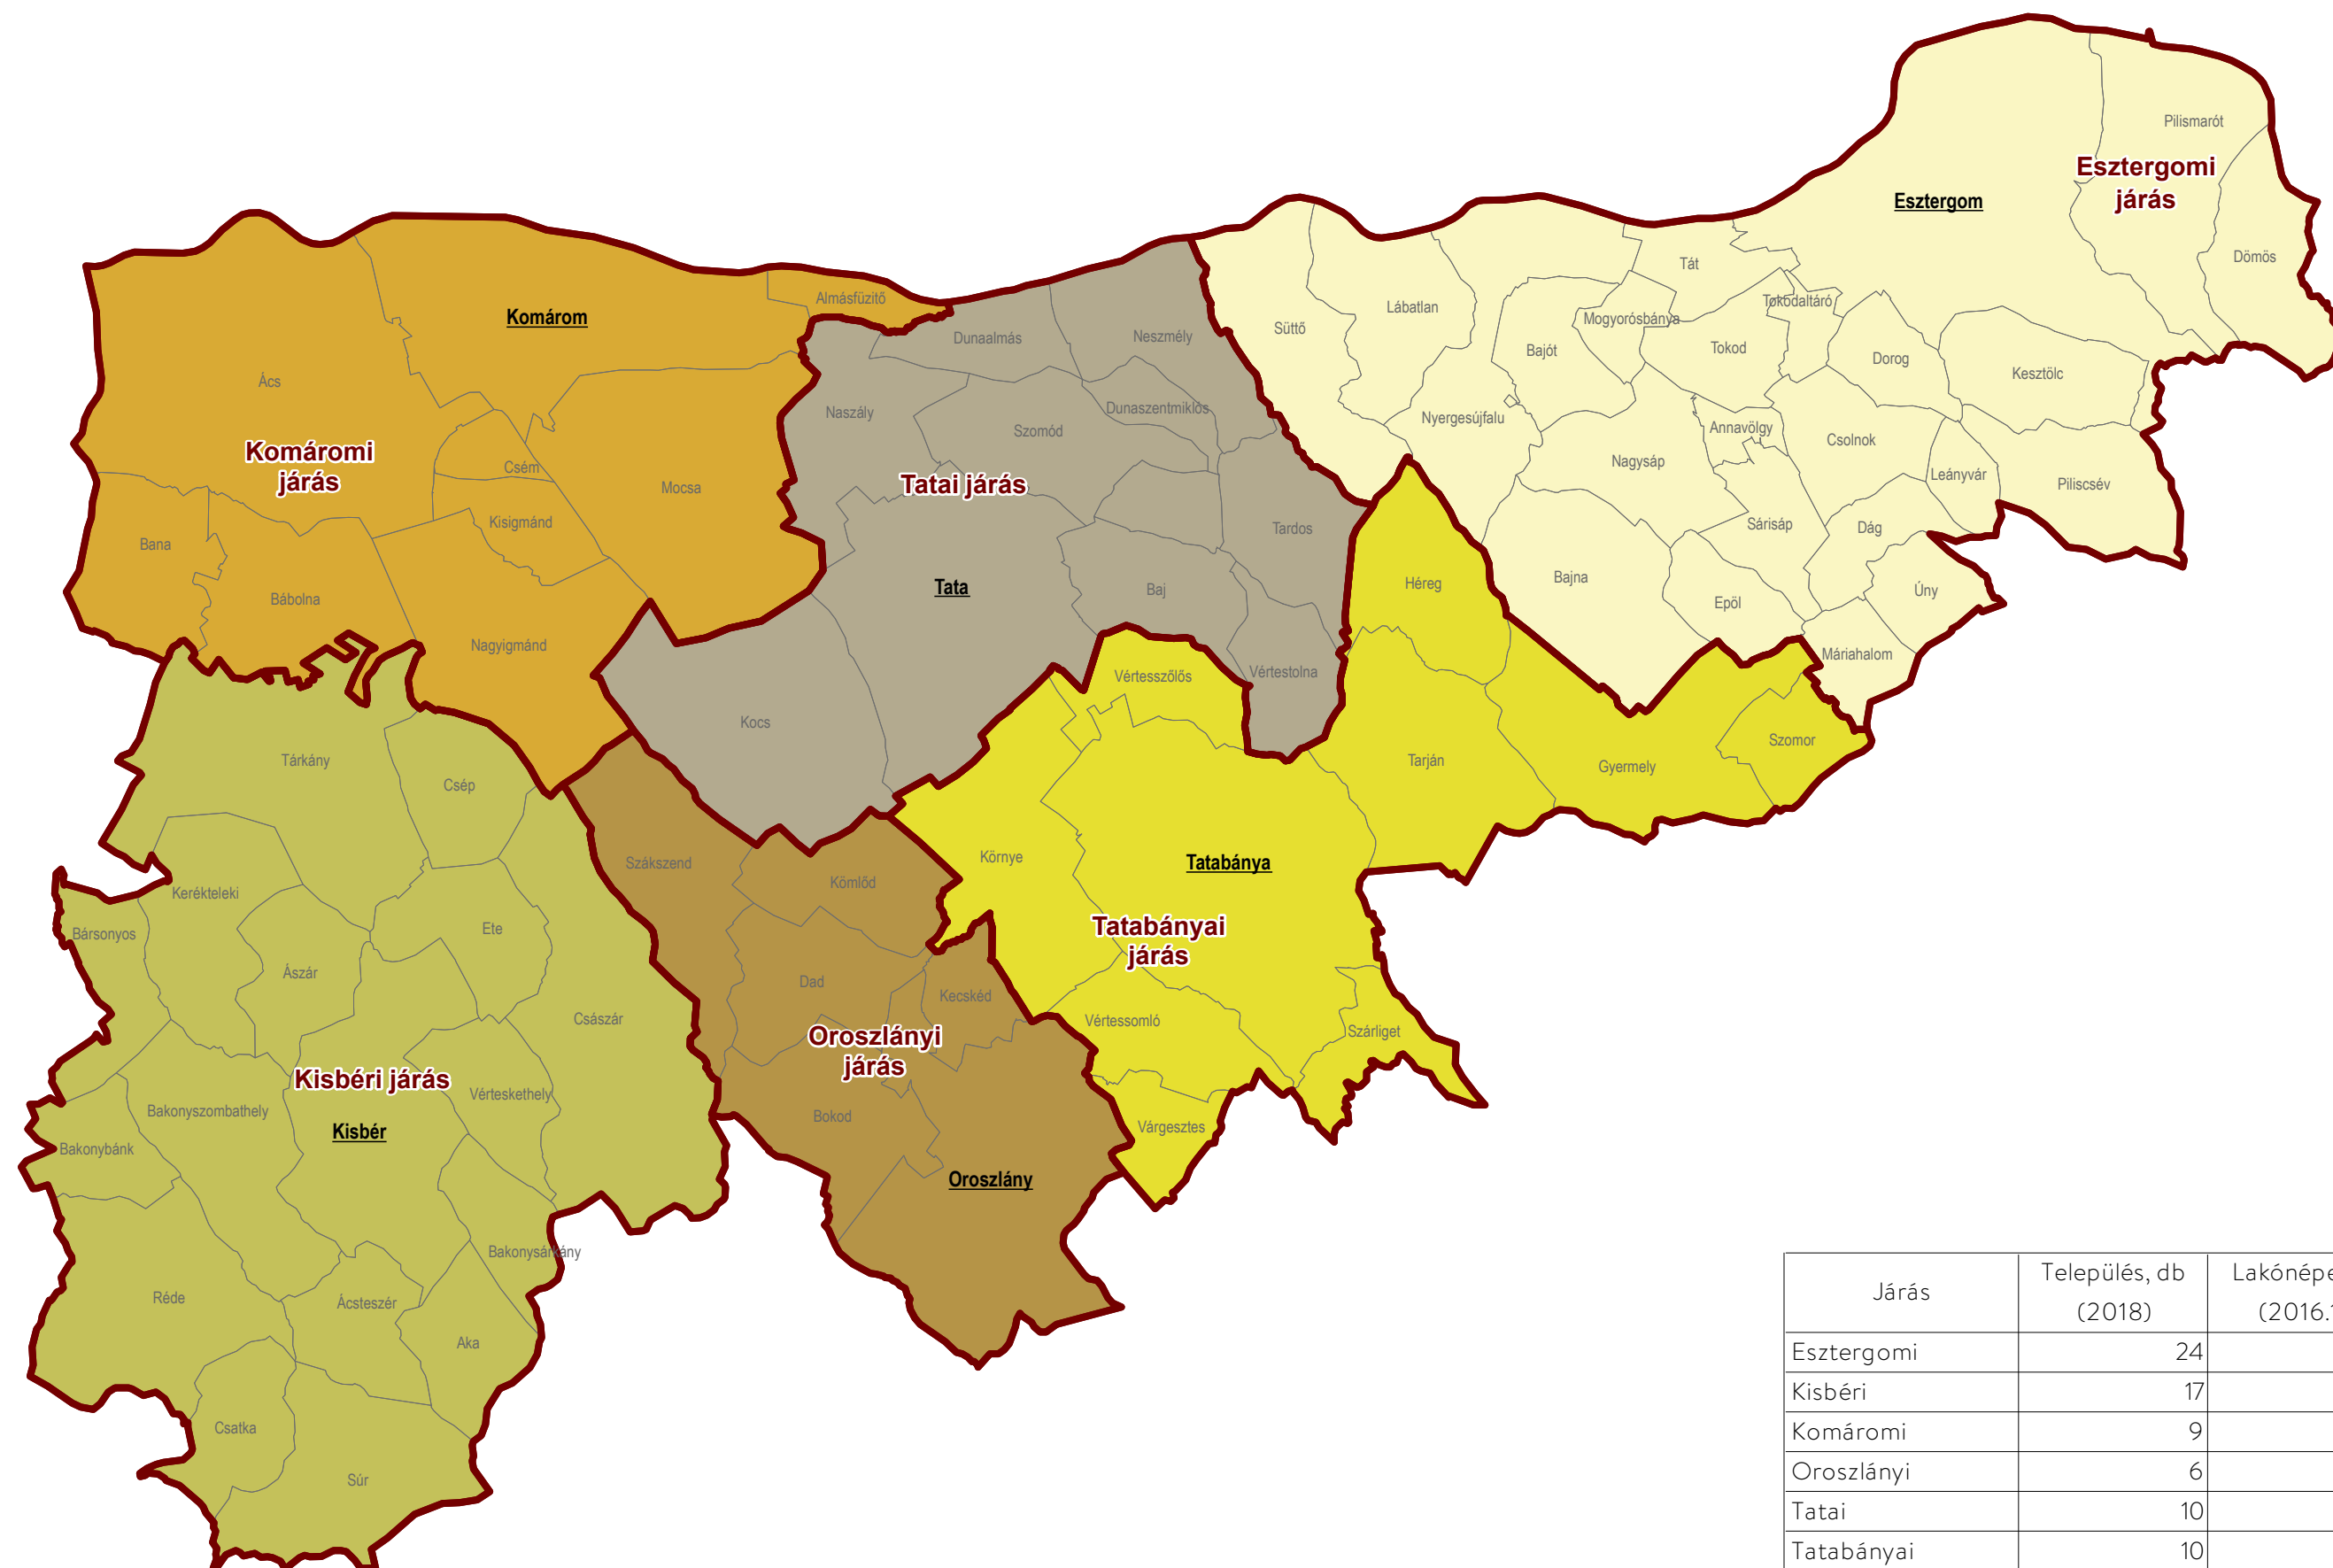 Pilismarót
Esztergomi
járás
Esztergom
Dömös
Tát
Tokodaltáró
Almásfüzitő
Lábatlan
Komárom
Mogyorósbánya
Süttő
Dunaalmás
Neszmély
Tokod
Bajót
Dorog
Kesztölc
Ács
Naszály
Dunaszentmiklós
Nyergesújfalu
Annavölgy
Szomód
Csolnok
Komáromi
járás
Csém
Nagysáp
Leányvár
Mocsa
Tatai járás
Piliscsév
Kisigmánd
Tardos
Sárisáp
Dág
Bana
Bajna
Héreg
Tata
Baj
Úny
Bábolna
Epöl
Nagyigmánd
Máriahalom
Vértestolna
Vértesszőlős
Kocs
Szomor
Tárkány
Tarján
Gyermely
Csép
Környe
Szákszend
Tatabánya
Kömlőd
Kerékteleki
Tatabányai
járás
Ete
Bársonyos
Ászár
Dad
Kecskéd
Császár
Vértessomló
Szárliget
Oroszlányi
járás
Kisbéri járás
Vérteskethely
Bakonyszombathely
Bokod
Várgesztes
Kisbér
Bakonybánk
Oroszlány
Bakonysárkány
Réde
Ácsteszér
Aka
Csatka
Súr
Járás Település, db Lakónépe
(2018) (2016.
Esztergomi 24
Kisbéri 17
Komáromi 9
Oroszlányi 6
Tatai 10
Tatabányai 10